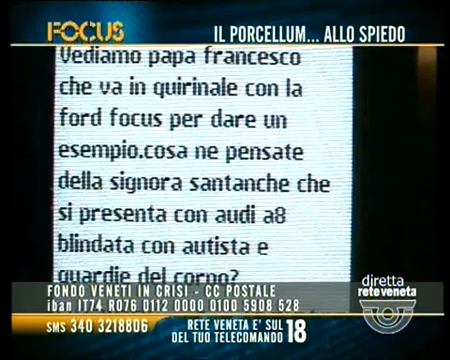 FOCUS
IL PORCELLUM... ALLO SPIEDO
Vediamo papa francesco
che va in quirinale con la
ford focus per dare un
esempio.cosa ne pensate
della signora santanche che
si presenta con audi a8
blindata con autista e
guardie del corpo?
FONDO VENETI IN CRISI - CC POSTALE
iban IT74 R076 0112 0000 0100 5908 528
diretta
reteveneta
SMS 340 3218806
RETE VENETA E' SUL
DEL TUO TELECOMANDO 18